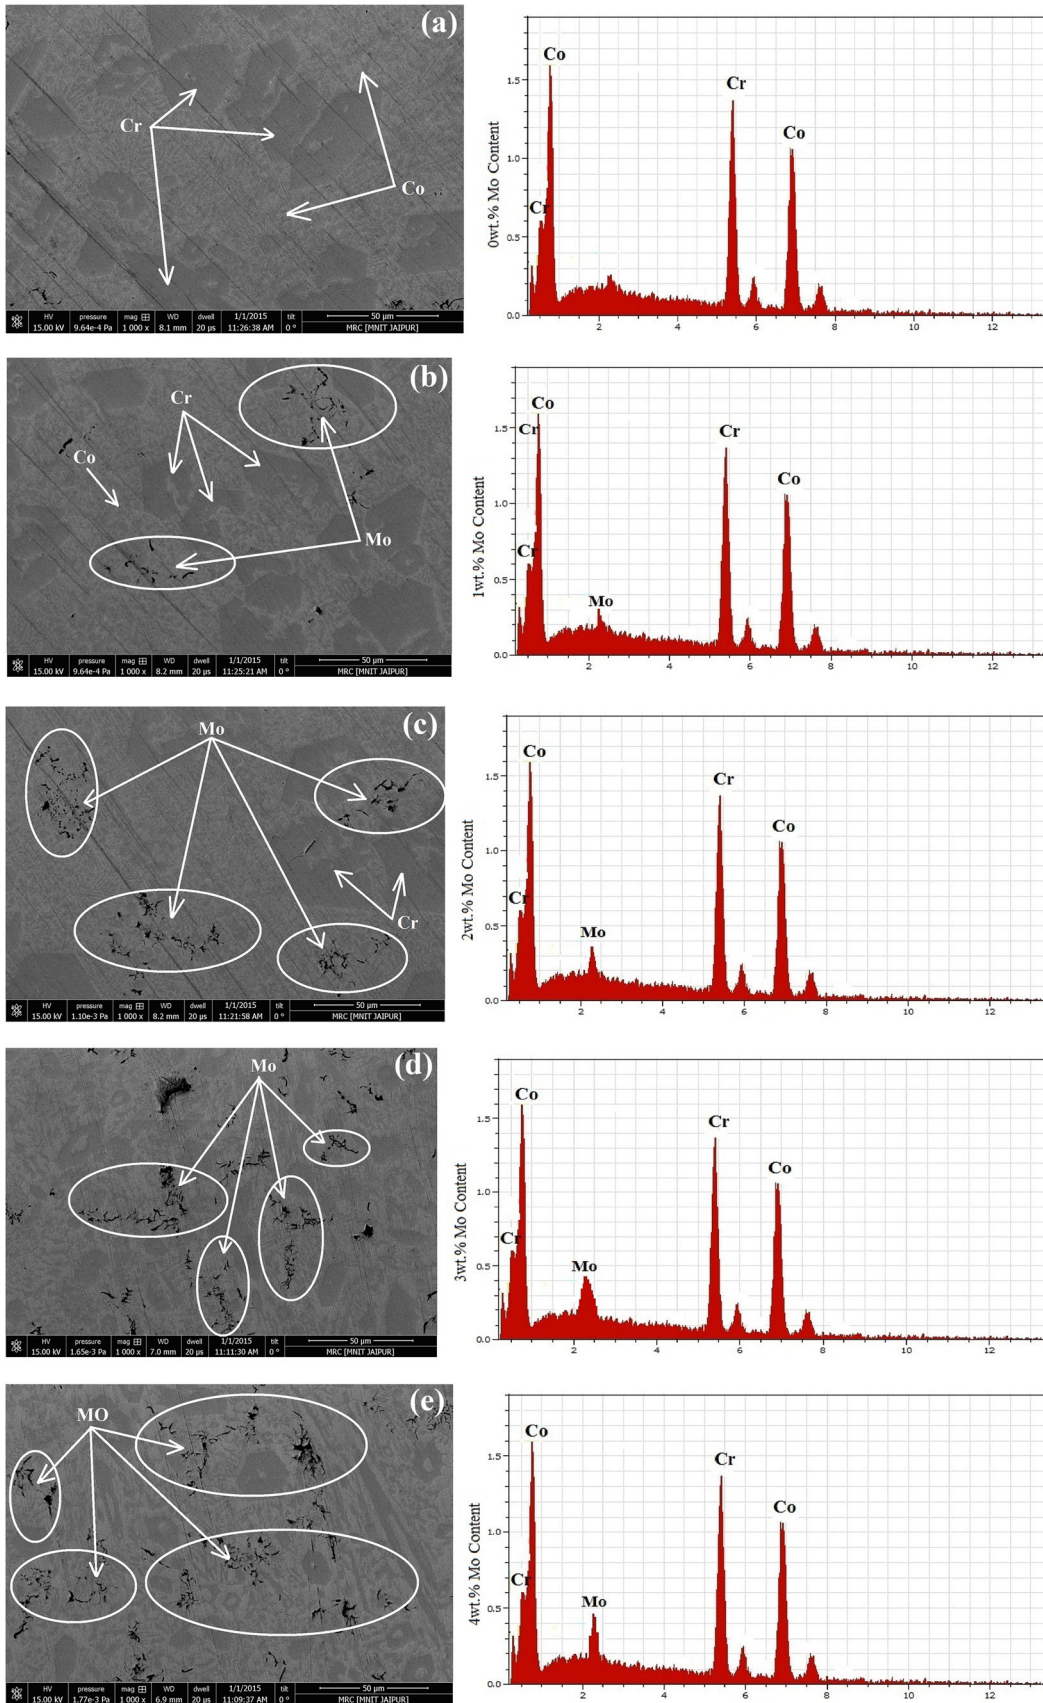 (a)
Cr
Co
HV pressure mag WD dwell 1/1/2015 tilt 50 µm
15.00 kV 9.64e-4 Pa 1 000 x 8.1 mm 20 µs 11:26:38 AM 0 ° MRC [MNIT JAIPUR]
0wt.% Mo Content
Co
Cr
Co
Cr
1.5
1.0
0.5
0.0
2 4 6 8 10 12
(b)
Cr
Co
Mo
HV pressure mag WD dwell 1/1/2015 tilt 50 µm
15.00 kV 9.64e-4 Pa 1 000 x 8.2 mm 20 µs 11:25:21 AM 0 ° MRC [MNIT JAIPUR]
1wt.% Mo Content
Co
Cr
Cr
Co
Cr
Mo
1.5
1.0
0.5
0.0
2 4 6 8 10 12
(c)
Mo
Cr
HV pressure mag WD dwell 1/1/2015 tilt 50 µm
15.00 kV 1.10e-3 Pa 1 000 x 8.2 mm 20 µs 11:21:58 AM 0 ° MRC [MNIT JAIPUR]
2wt.% Mo Content
Co
Cr
Co
Cr
Mo
1.5
1.0
0.5
0.0
2 4 6 8 10 12
(d)
Mo
HV pressure mag WD dwell 1/1/2015 tilt 50 µm
15.00 kV 1.65e-3 Pa 1 000 x 7.0 mm 20 µs 11:11:30 AM 0 ° MRC [MNIT JAIPUR]
3wt.% Mo Content
Co
Cr
Co
Cr
Mo
1.5
1.0
0.5
0.0
2 4 6 8 10 12
(e)
MO
HV pressure mag WD dwell 1/1/2015 tilt 50 µm
15.00 kV 1.77e-3 Pa 1 000 x 6.9 mm 20 µs 11:09:37 AM 0 ° MRC [MNIT JAIPUR]
4wt.% Mo Content
Co
Cr
Co
Cr
Mo
1.5
1.0
0.5
0.0
2 4 6 8 10 12